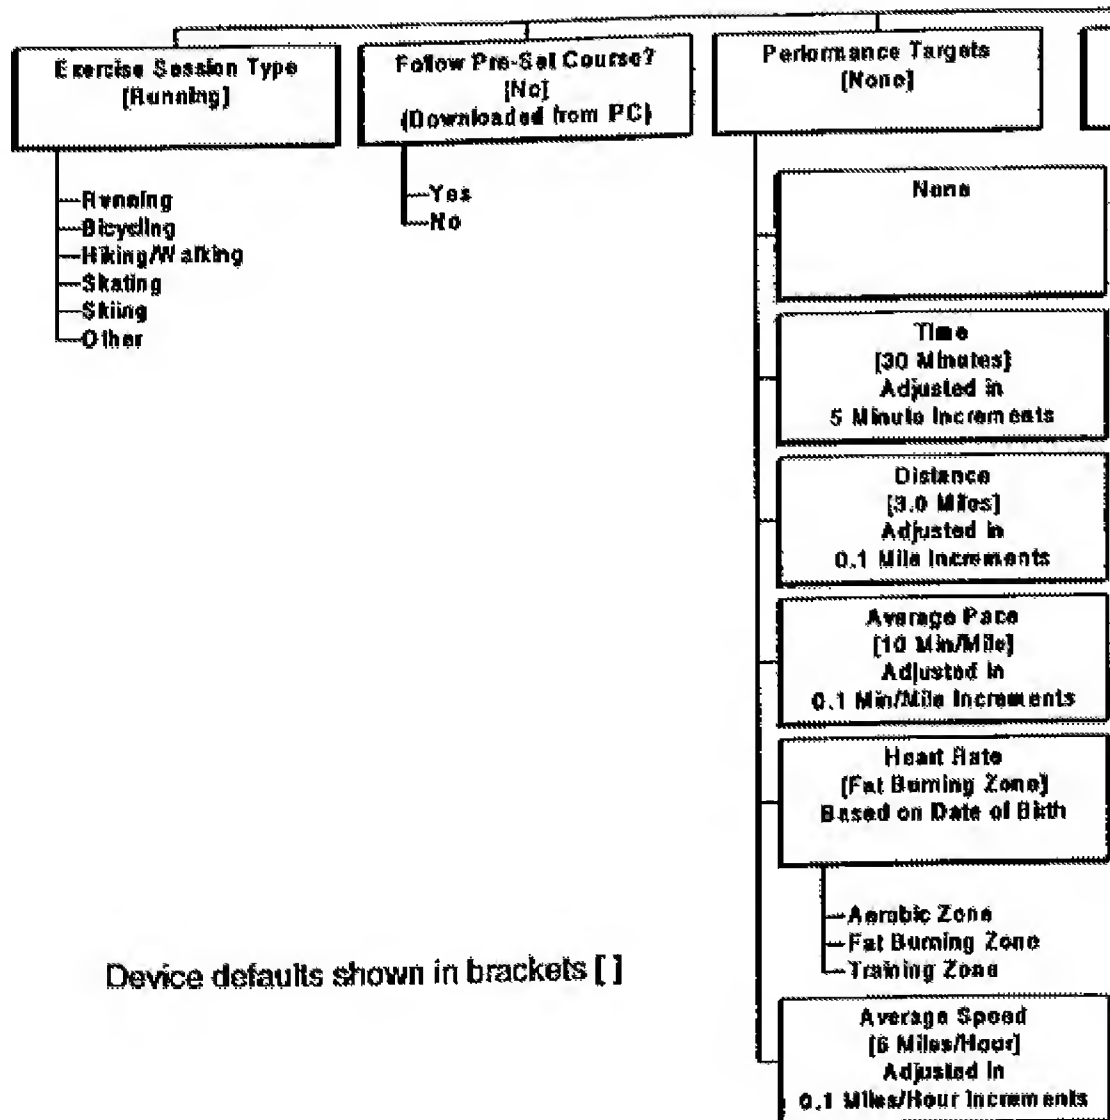 Exercise Session Type
[Running]
Running
Bicycling
Hiking/Walking
Skating
Skiing
Other
Follow Pre-Set Course?
[No]
(Downloaded from PC)
Yes
No
Performance Targets
[None]
None
Time
[30 Minutes]
Adjusted in
5 Minute Increments
Distance
[3.0 Miles]
Adjusted in
0.1 Mile Increments
Average Pace
[10 Min/Mile]
Adjusted in
0.1 Min/Mile Increments
Heart Rate
[Fat Burning Zone]
Based on Date of Birth
Aerobic Zone
Fat Burning Zone
Training Zone
Average Speed
[6 Miles/Hour]
Adjusted in
0.1 Miles/Hour Increments
Device defaults shown in brackets [ ]